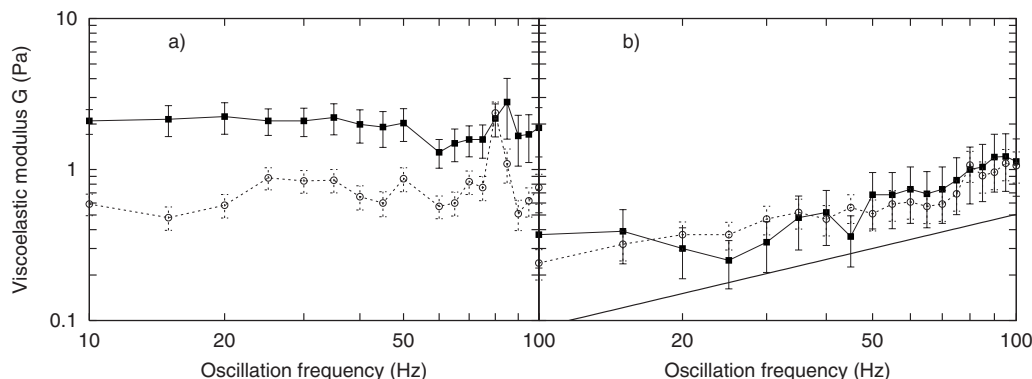 Viscoelastic modulus G (Pa)
10
1
0.1
a)
b)
10
20
50
100
20
50
100
Oscillation frequency (Hz)
Oscillation frequency (Hz)